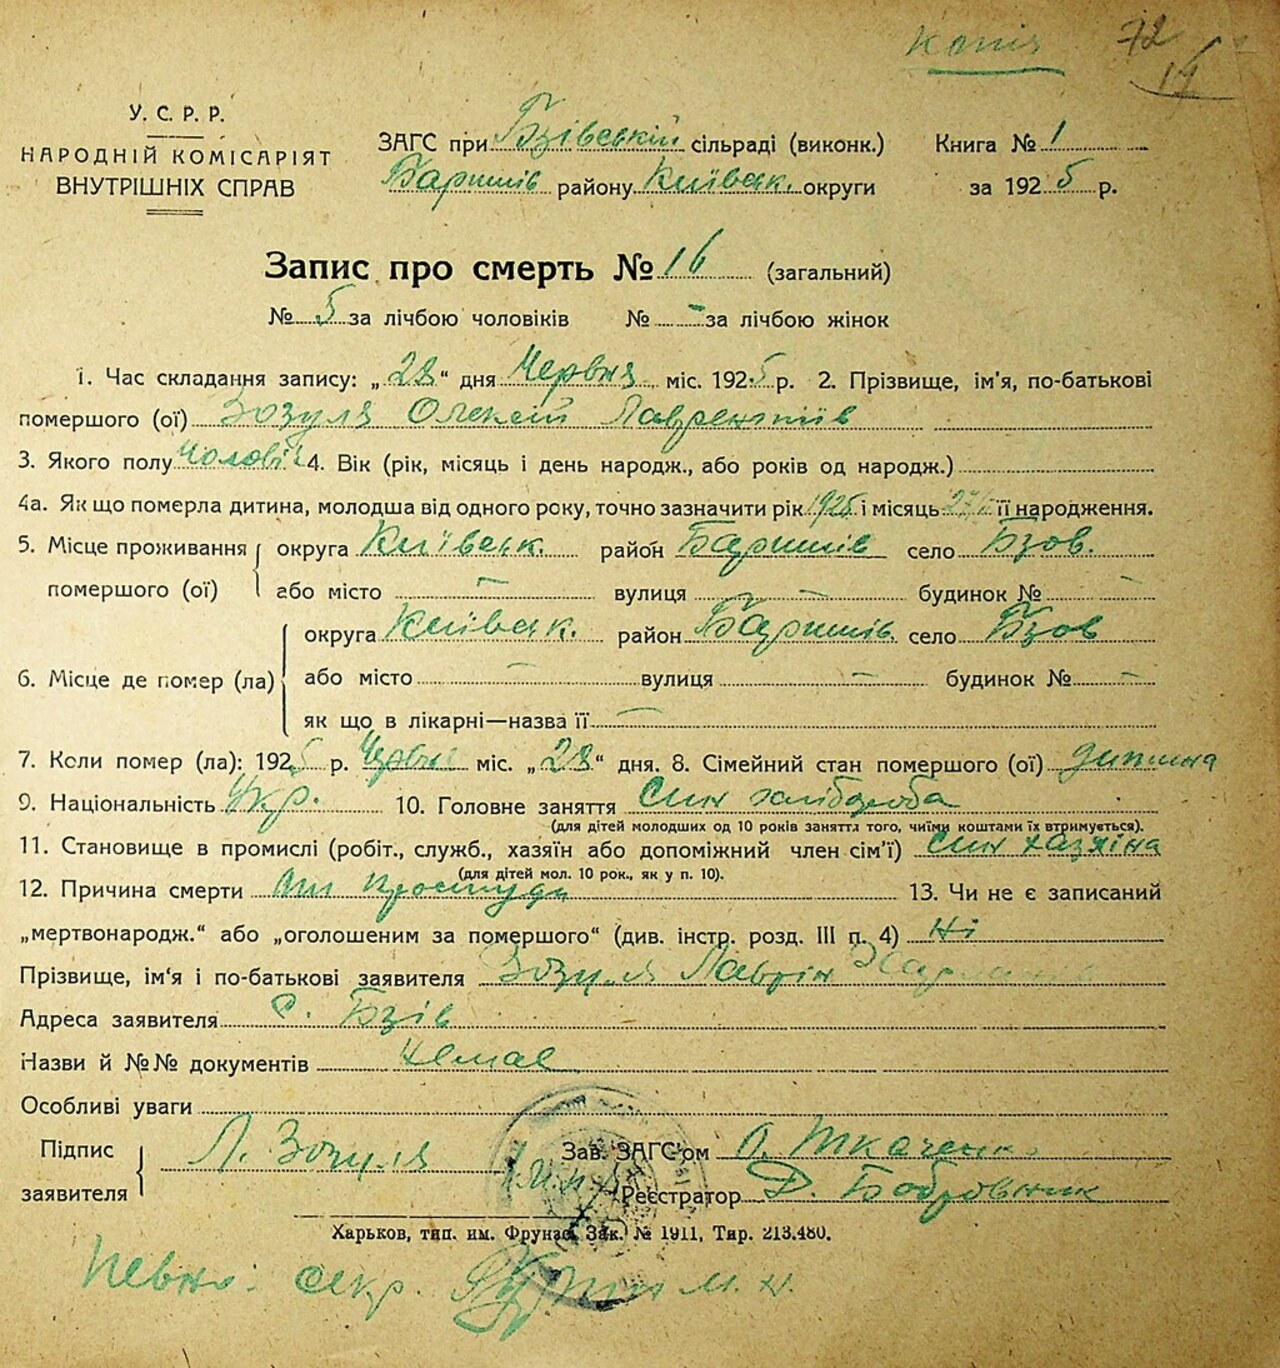 Копія 72
16
У. С. Р. Р.
НАРОДНІЙ КОМІСАРІЯТ
ВНУТРІШНІХ СПРАВ
ЗАГС при Бзівській сільраді (виконк.) Книга № 1
Баришів району Київськ. округи за 1925 р.
Запис про смерть № 16 (загальний)
№ 5 за лічбою чоловіків № - за лічбою жінок
1. Час складання запису: „28“ дня Червня міс. 1925 р. 2. Прізвище, ім'я, по-батькові
помершого (ої) Зозуля Олексій Лаврентіїв
3. Якого полу Чоловіч 4. Вік (рік, місяць і день народж., або років од народж.)
4а. Як що померла дитина, молодша від одного року, точно зазначити рік 1925 і місяць її народження.
5. Місце проживання помершого (ої) округа Київськ. район Баришів село Бзов.
або місто — вулиця — будинок № —
6. Місце де помер (ла) округа Київськ. район Баришів. село Бзов
або місто — вулиця — будинок № —
як що в лікарні—назва її —
7. Коли помер (ла): 1925 р. Червня міс. „28“ дня. 8. Сімейний стан помершого (ої) дитина
9. Національність Укр. 10. Головне заняття Син хлібороба
(для дітей молодших од 10 років заняття того, чиїми коштами їх втримується).
11. Становище в промислі (робіт., служб., хазяїн або допоміжний член сім'ї) Син хазяїна
(для дітей мол. 10 рок., як у п. 10).
12. Причина смерти від простуди 13. Чи не є записаний
„мертвонародж.“ або „оголошеним за помершого“ (див. інстр. розд. III п. 4) Ні
Прізвище, ім'я і по-батькові заявителя Зозуля Лаврін
Адреса заявителя С. Бзів
Назви й №№ документів Немає
Особливі уваги
Підпис заявителя Л. Зозуля Зав. ЗАГС'ом О. Ткаченко
Реєстратор Д. Бобровник
Харьков, тип. им. Фрунзе. Зак. № 1911, Тир. 213.480.
Певно: секр.